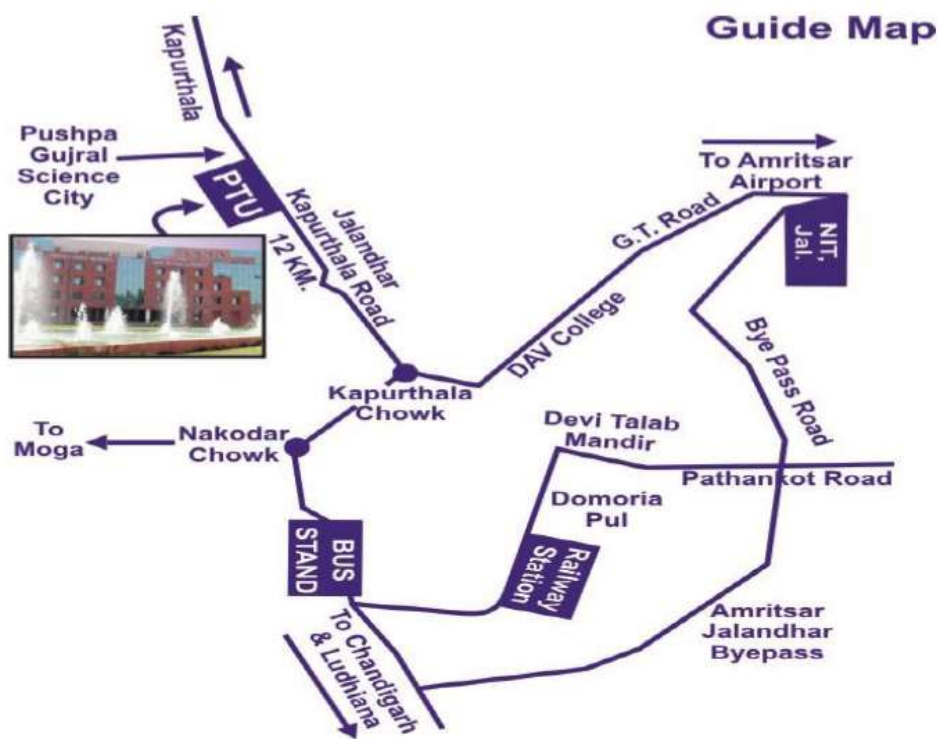 Guide Map
Kapurthala
Pushpa
Gujral
Science
City
PTU
Jalandhar
Kapurthala Road
12 KM.
To Amritsar
Airport
G.T. Road
NIT,
Jal.
DAV College
Bye Pass Road
Kapurthala
Chowk
To
Moga
Nakodar
Chowk
Devi Talab
Mandir
Pathankot Road
Domoria
Pul
BUS
STAND
Railway
Station
To Chandigarh
& Ludhiana
Amritsar
Jalandhar
Byepass